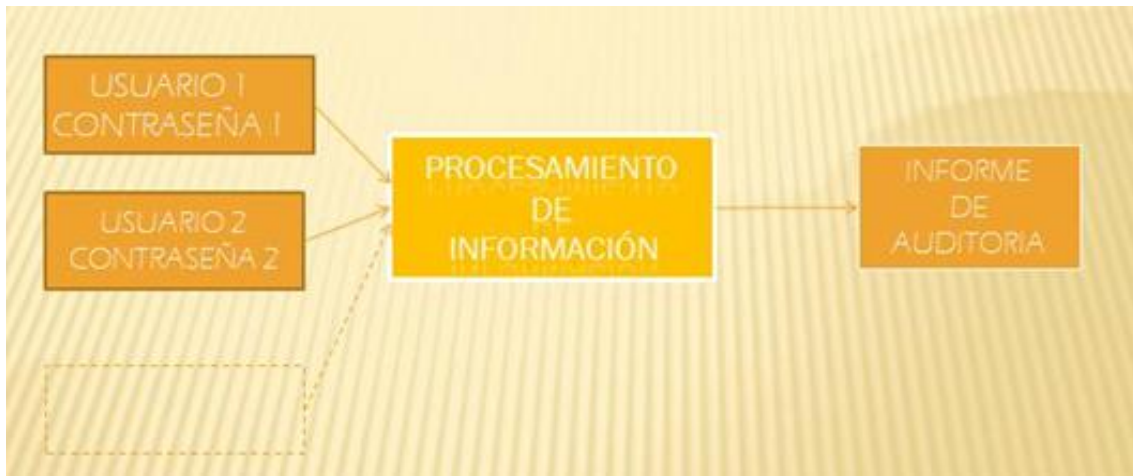 USUARIO 1
CONTRASEÑA 1
USUARIO 2
CONTRASEÑA 2
PROCESAMIENTO
DE
INFORMACIÓN
INFORME
DE
AUDITORIA